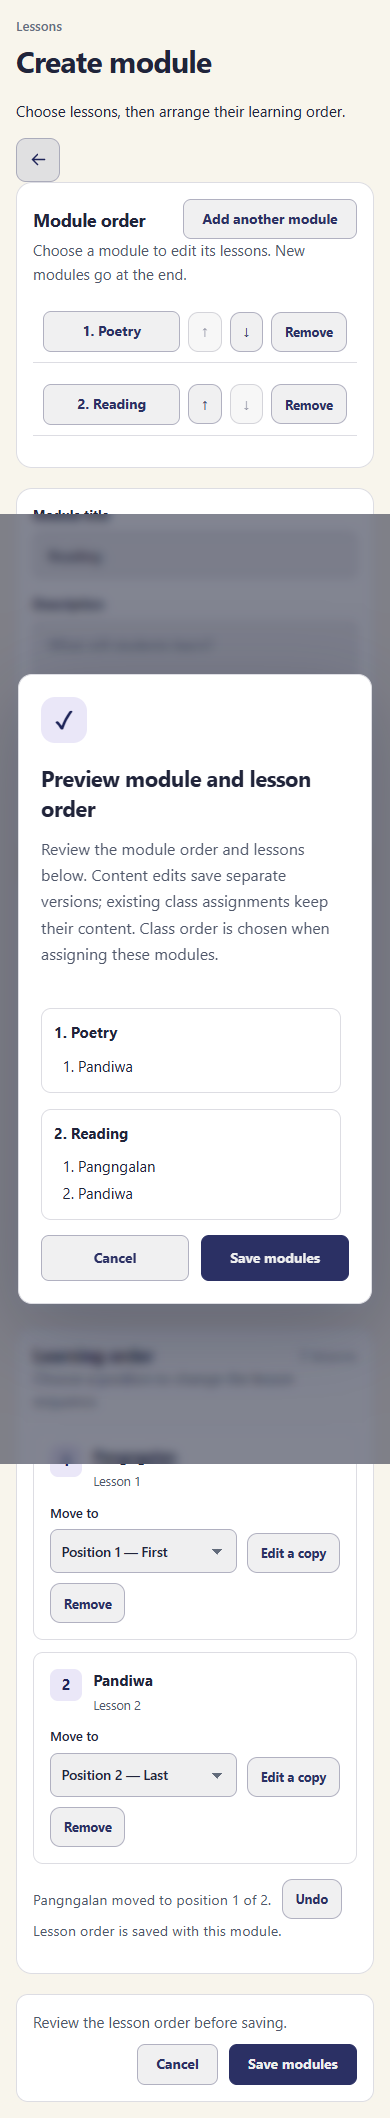 Lessons
Create module
Choose lessons, then arrange their learning order.
←
Module order
Add another module
Choose a module to edit its lessons. New
modules go at the end.
1. Poetry ↑ ↓ Remove
2. Reading ↑ ↓ Remove
Module title
Reading
Description
✓
Preview module and lesson
order
Review the module order and lessons
below. Content edits save separate
versions; existing class assignments keep
their content. Class order is chosen when
assigning these modules.
1. Poetry
1. Pandiwa
2. Reading
1. Pangngalan
2. Pandiwa
Cancel Save modules
Learning order
Lesson 1
Move to
Position 1 — First Edit a copy
Remove
2 Pandiwa
Lesson 2
Move to
Position 2 — Last Edit a copy
Remove
Pangngalan moved to position 1 of 2. Undo
Lesson order is saved with this module.
Review the lesson order before saving.
Cancel Save modules